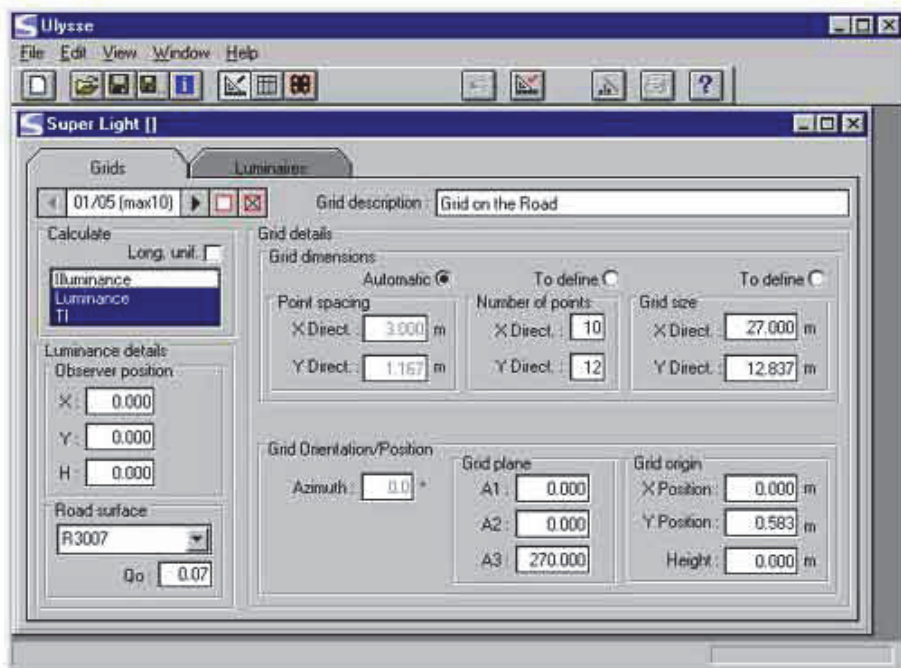 Ulysse
File Edit View Window Help
Super Light []
Grids
Luminaires
01/05 (max10)
Grid description : Grid on the Road
Calculate
Long. unif.
Illuminance
Luminance
TI
Luminance details
Observer position
X : 0.000
Y : 0.000
H : 0.000
Road surface
R3007
Qo : 0.07
Grid details
Grid dimensions
Automatic
To define
To define
Point spacing
X Direct. : 3.000 m
Y Direct. : 1.167 m
Number of points
X Direct. : 10
Y Direct. : 12
Grid size
X Direct. : 27.000 m
Y Direct. : 12.837 m
Grid Orientation/Position
Azimuth : 0.0 °
Grid plane
A1 : 0.000
A2 : 0.000
A3 : 270.000
Grid origin
X Position : 0.000 m
Y Position : 0.583 m
Height : 0.000 m